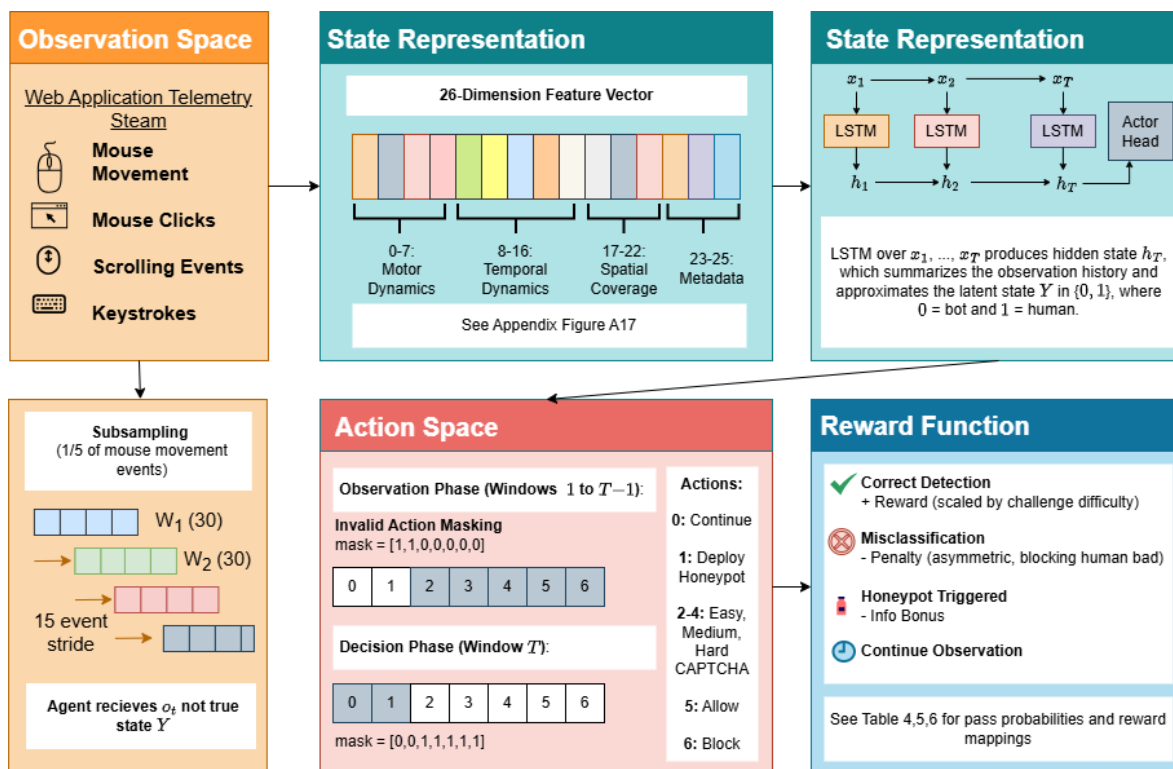 Observation Space
Web Application Telemetry
Steam
Mouse
Movement
Mouse Clicks
Scrolling Events
Keystrokes
State Representation
26-Dimension Feature Vector
0-7:
Motor
Dynamics
8-16:
Temporal
Dynamics
17-22:
Spatial
Coverage
23-25:
Metadata
See Appendix Figure A17
State Representation
x₁ x₂ x_T
LSTM LSTM LSTM
Actor
Head
h₁ h₂ h_T
LSTM over x₁, ..., x_T produces hidden state h_T,
which summarizes the observation history and
approximates the latent state Y in {0, 1}, where
0 = bot and 1 = human.
Subsampling
(1/5 of mouse movement
events)
W₁ (30)
W₂ (30)
15 event
stride
Agent recieves o_t not true
state Y
Action Space
Observation Phase (Windows 1 to T−1):
Invalid Action Masking
mask = [1,1,0,0,0,0,0]
0 1 2 3 4 5 6
Decision Phase (Window T):
0 1 2 3 4 5 6
mask = [0,0,1,1,1,1,1]
Actions:
0: Continue
1: Deploy
Honeypot
2-4: Easy,
Medium,
Hard
CAPTCHA
5: Allow
6: Block
Reward Function
Correct Detection
+ Reward (scaled by challenge difficulty)
Misclassification
- Penalty (asymmetric, blocking human bad)
Honeypot Triggered
- Info Bonus
Continue Observation
See Table 4,5,6 for pass probabilities and reward
mappings